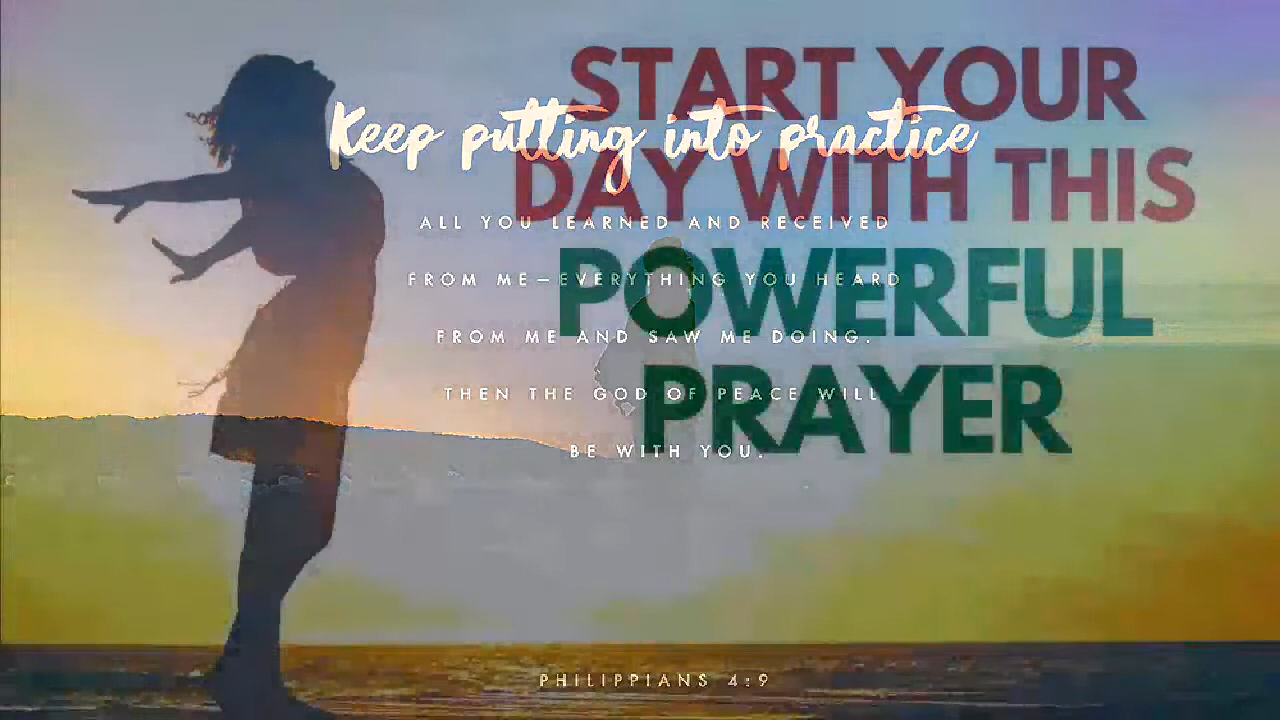 START YOUR
DAY WITH THIS
POWERFUL
PRAYER
Keep putting into practice
ALL YOU LEARNED AND RECEIVED
FROM ME—EVERYTHING YOU HEARD
FROM ME AND SAW ME DOING.
THEN THE GOD OF PEACE WILL
BE WITH YOU.
PHILIPPIANS 4:9